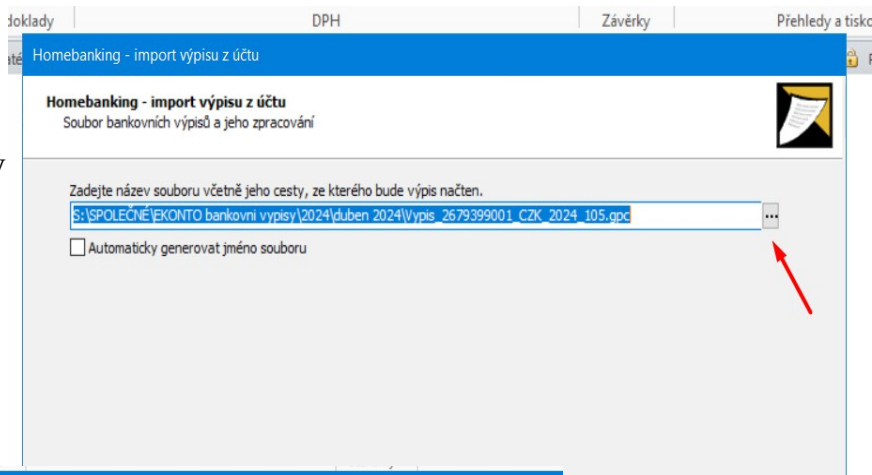 doklady DPH Závěrky Přehledy a tisko
Homebanking - import výpisu z účtu
Homebanking - import výpisu z účtu
Soubor bankovních výpisů a jeho zpracování
Zadejte název souboru včetně jeho cesty, ze kterého bude výpis načten.
S:\SPOLEČNÉ\EKONTO bankovni vypisy\2024\duben 2024\Vypis_2679399001_CZK_2024_105.gpc
...
Automaticky generovat jméno souboru